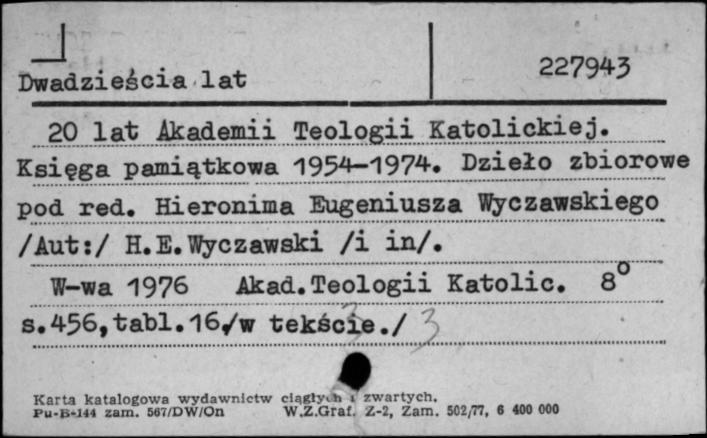 227943
Dwadzieścia lat
20 lat Akademii Teologii Katolickiej.
Księga pamiątkowa 1954-1974. Dzieło zbiorowe
pod red. Hieronima Eugeniusza Wyczawskiego
/Aut:/ H.E.Wyczawski /i in/.
W-wa 1976 Akad.Teologii Katolic. 8°
s.456,tabl.16,/w tekście./ 3
Karta katalogowa wydawnictw ciągłych i zwartych.
Pu-B-144 zam. 567/DW/On W.Z.Graf. Z-2, Zam. 502/77, 6 400 000